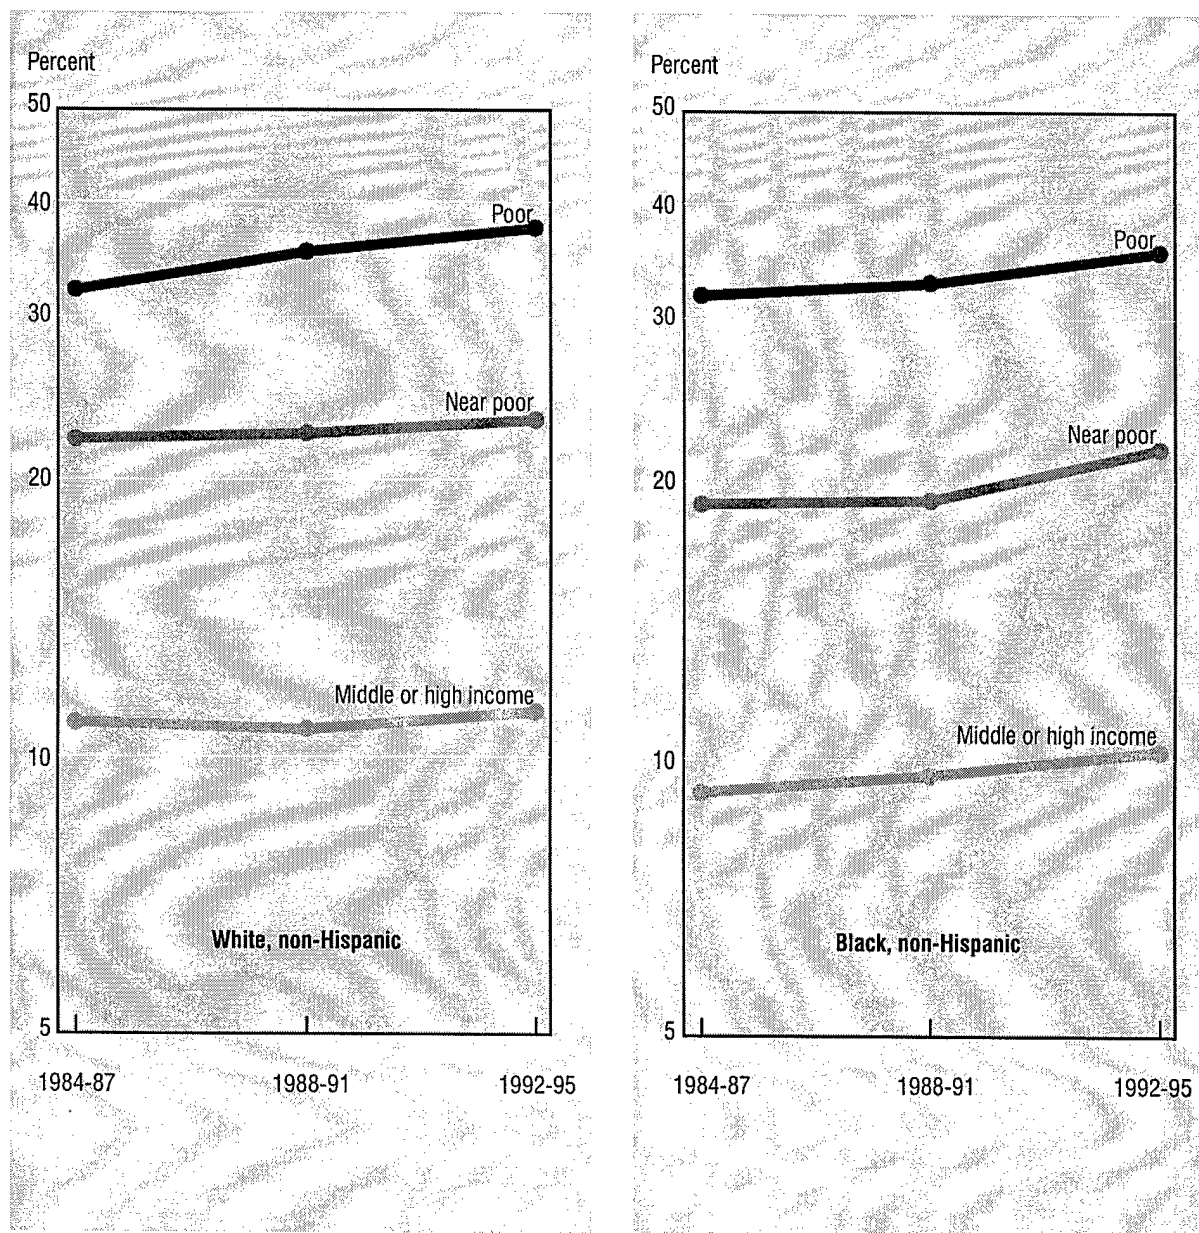 Percent
50
40
30
20
10
5
Poor
Near poor
Middle or high income
White, non-Hispanic
1984-87
1988-91
1992-95
Percent
50
40
30
20
10
5
Poor
Near poor
Middle or high income
Black, non-Hispanic
1984-87
1988-91
1992-95